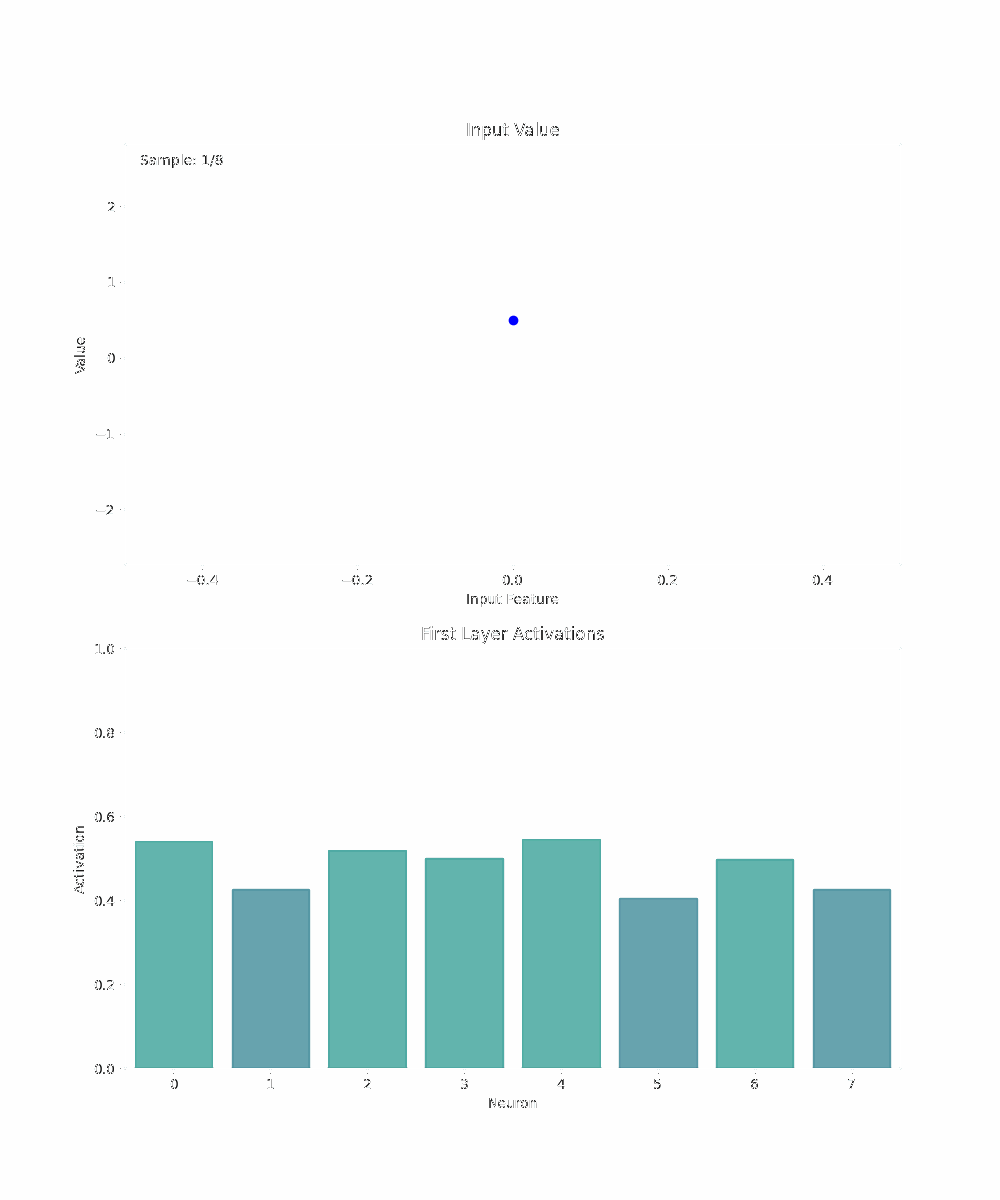 Input Value
Sample: 1/8
2
1
0
−1
−2
Value
−0.4 −0.2 0.0 0.2 0.4
Input Feature
First Layer Activations
1.0
0.8
0.6
0.4
0.2
0.0
Activation
0 1 2 3 4 5 6 7
Neuron